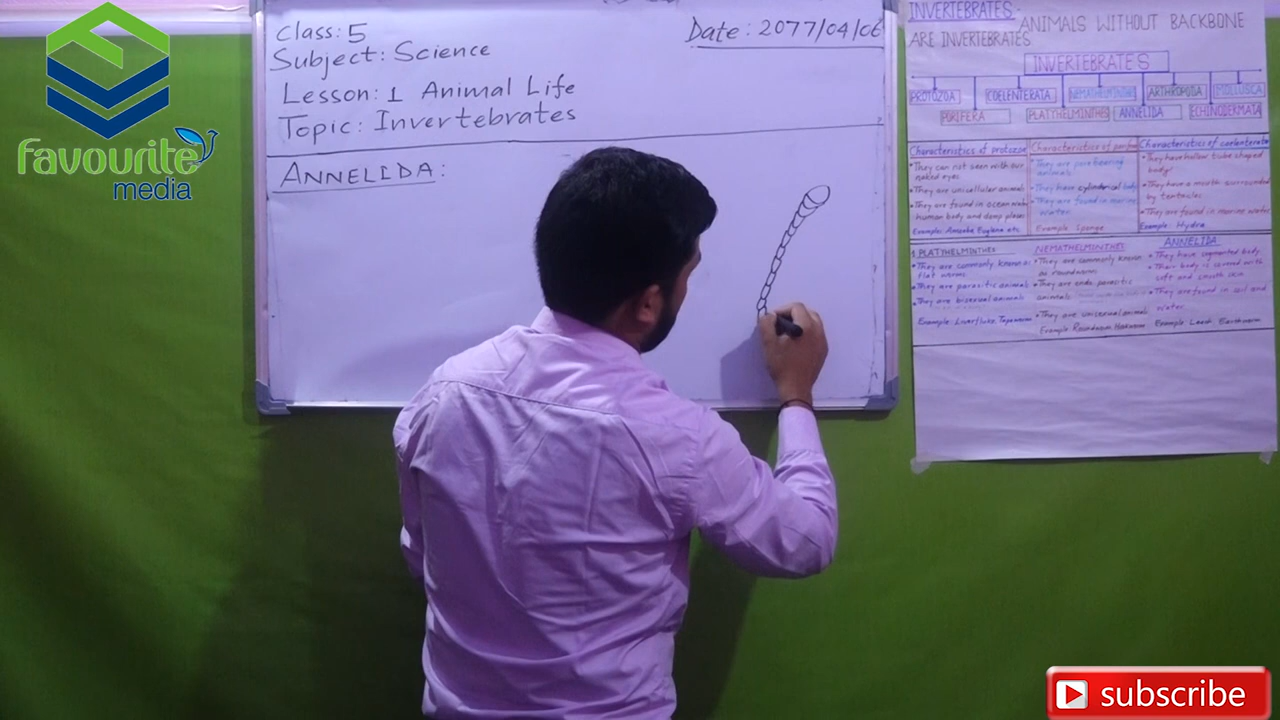 favourite
media
Class: 5
Subject: Science
Date: 2077/04/06
Lesson: 1 Animal Life
Topic: Invertebrates
ANNELIDA:
INVERTEBRATES: ANIMALS WITHOUT BACKBONE
ARE INVERTEBRATES
INVERTEBRATES
PROTOZOA COELENTERATA NEMATHELMINTHES ARTHROPODA MOLLUSCA
PORIFERA PLATYHELMINTHES ANNELIDA ECHINODERMATA
Characteristics of protozoa
• They can not seen with our
naked eyes
• They are unicellular animals
• They are found in ocean water
human body and damp places
Example: Amoeba Euglena etc
Characteristics of
• They are pore bearing
animals
• They have cylindrical body
• They are found in marine
water
Example: Sponge
Characteristics of coelenterata
• They have hollow tube shaped
body
• They have a mouth surrounded
by tentacles
• They are found in marine water
Example: Hydra
PLATIHELMINTHES
• They are commonly known as
flat worms
• They are parasitic animals
• They are bisexual animals
Example: Liverfluke, Tapeworm
NEMATHELMINTHES
• They are commonly known
as roundworms
• They are endo parasitic
animals
• They are unisexual animals
Example Roundworm Hookworm
ANNELIDA
• They have segmented body
• Their body is covered with
soft and smooth skin
• They are found in soil and
water
Example: Leech Earthworm
subscribe